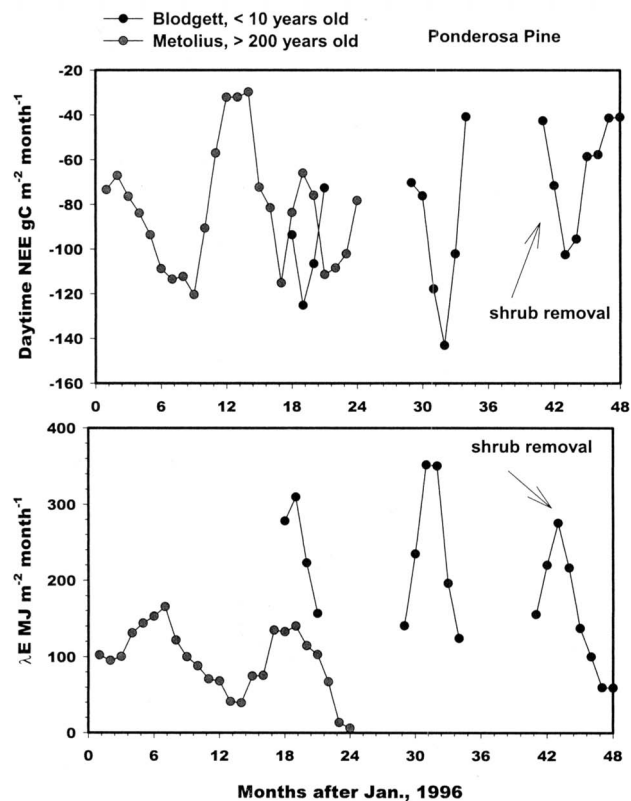 Blodgett, < 10 years old
Metolius, > 200 years old
Ponderosa Pine
Daytime NEE gC m⁻² month⁻¹
-20
-40
-60
-80
-100
-120
-140
-160
shrub removal
0 6 12 18 24 30 36 42 48
λE MJ m⁻² month⁻¹
400
300
200
100
0
shrub removal
0 6 12 18 24 30 36 42 48
Months after Jan., 1996